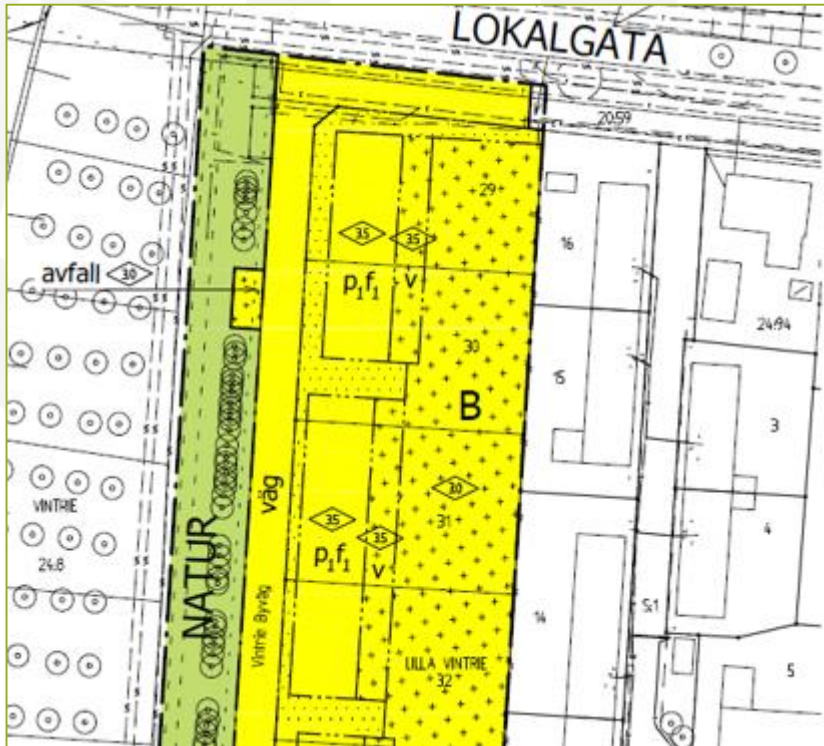 LOKALGATA
20:59
29
16
35
35
avfall 30
p₁f₁
v
24:94
30
15
B
3
väg
30
VINTRIE
31
35
35
4
24:8
p₁f₁
v
NATUR
Vintrie Byväg
S:1
14
LILLA VINTRIE
5
32